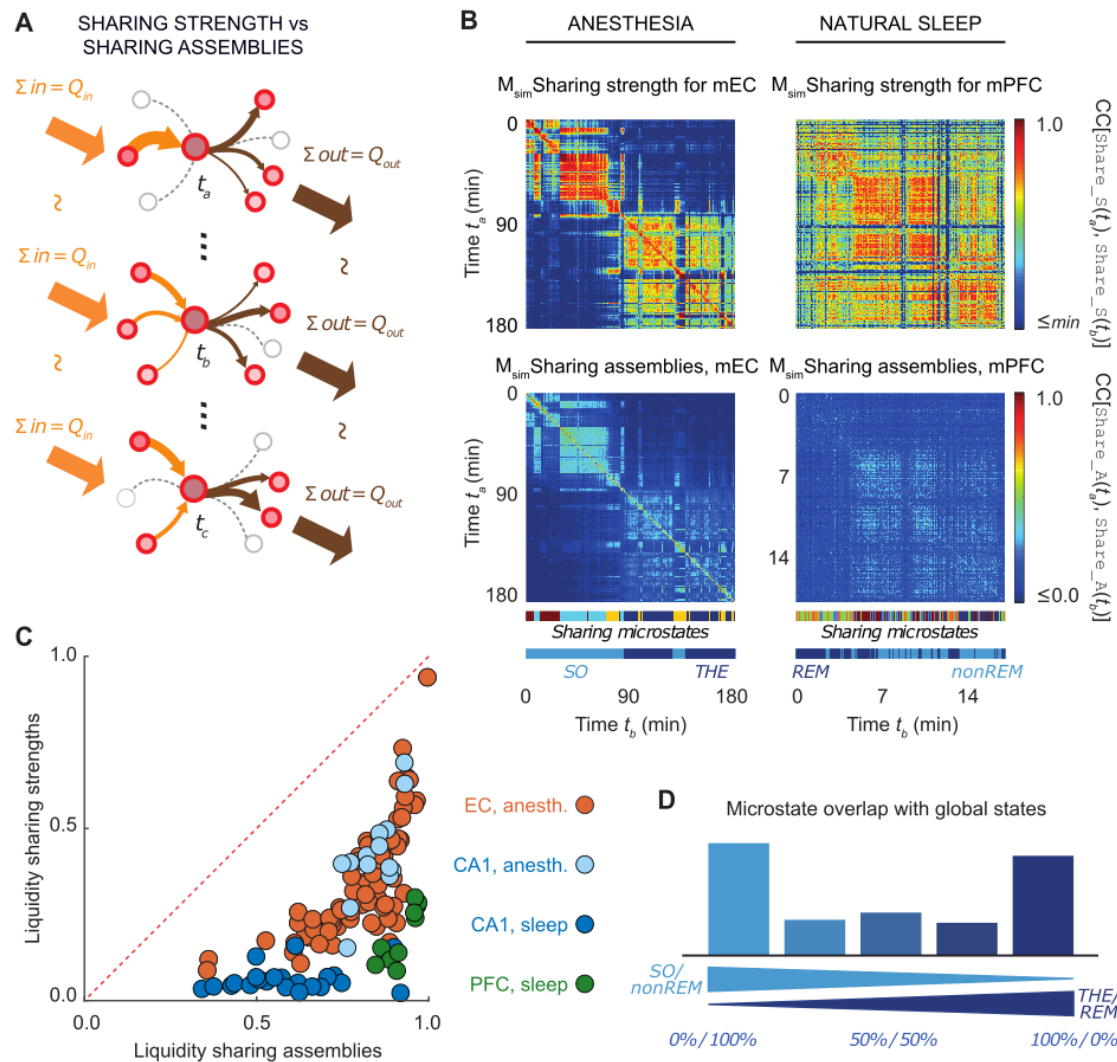 A
SHARING STRENGTH vs
SHARING ASSEMBLIES
Σ in = Q_in
t_a
Σ out = Q_out
~
~
Σ in = Q_in
t_b
Σ out = Q_out
~
~
Σ in = Q_in
t_c
Σ out = Q_out
B
ANESTHESIA
NATURAL SLEEP
M_sim Sharing strength for mEC
M_sim Sharing strength for mPFC
0
90
180
Time t_a (min)
1.0
≤min
CC[Share_S(t_a), Share_S(t_b)]
M_sim Sharing assemblies, mEC
M_sim Sharing assemblies, mPFC
0
90
180
Time t_a (min)
0
7
14
1.0
≤0.0
CC[Share_A(t_a), Share_A(t_b)]
Sharing microstates
Sharing microstates
SO
THE
REM
nonREM
0
90
180
0
7
14
Time t_b (min)
Time t_b (min)
C
1.0
0.5
0.0
Liquidity sharing strengths
0.0
0.5
1.0
Liquidity sharing assemblies
EC, anesth.
CA1, anesth.
CA1, sleep
PFC, sleep
D
Microstate overlap with global states
SO/
nonREM
THE/
REM
0%/100%
50%/50%
100%/0%